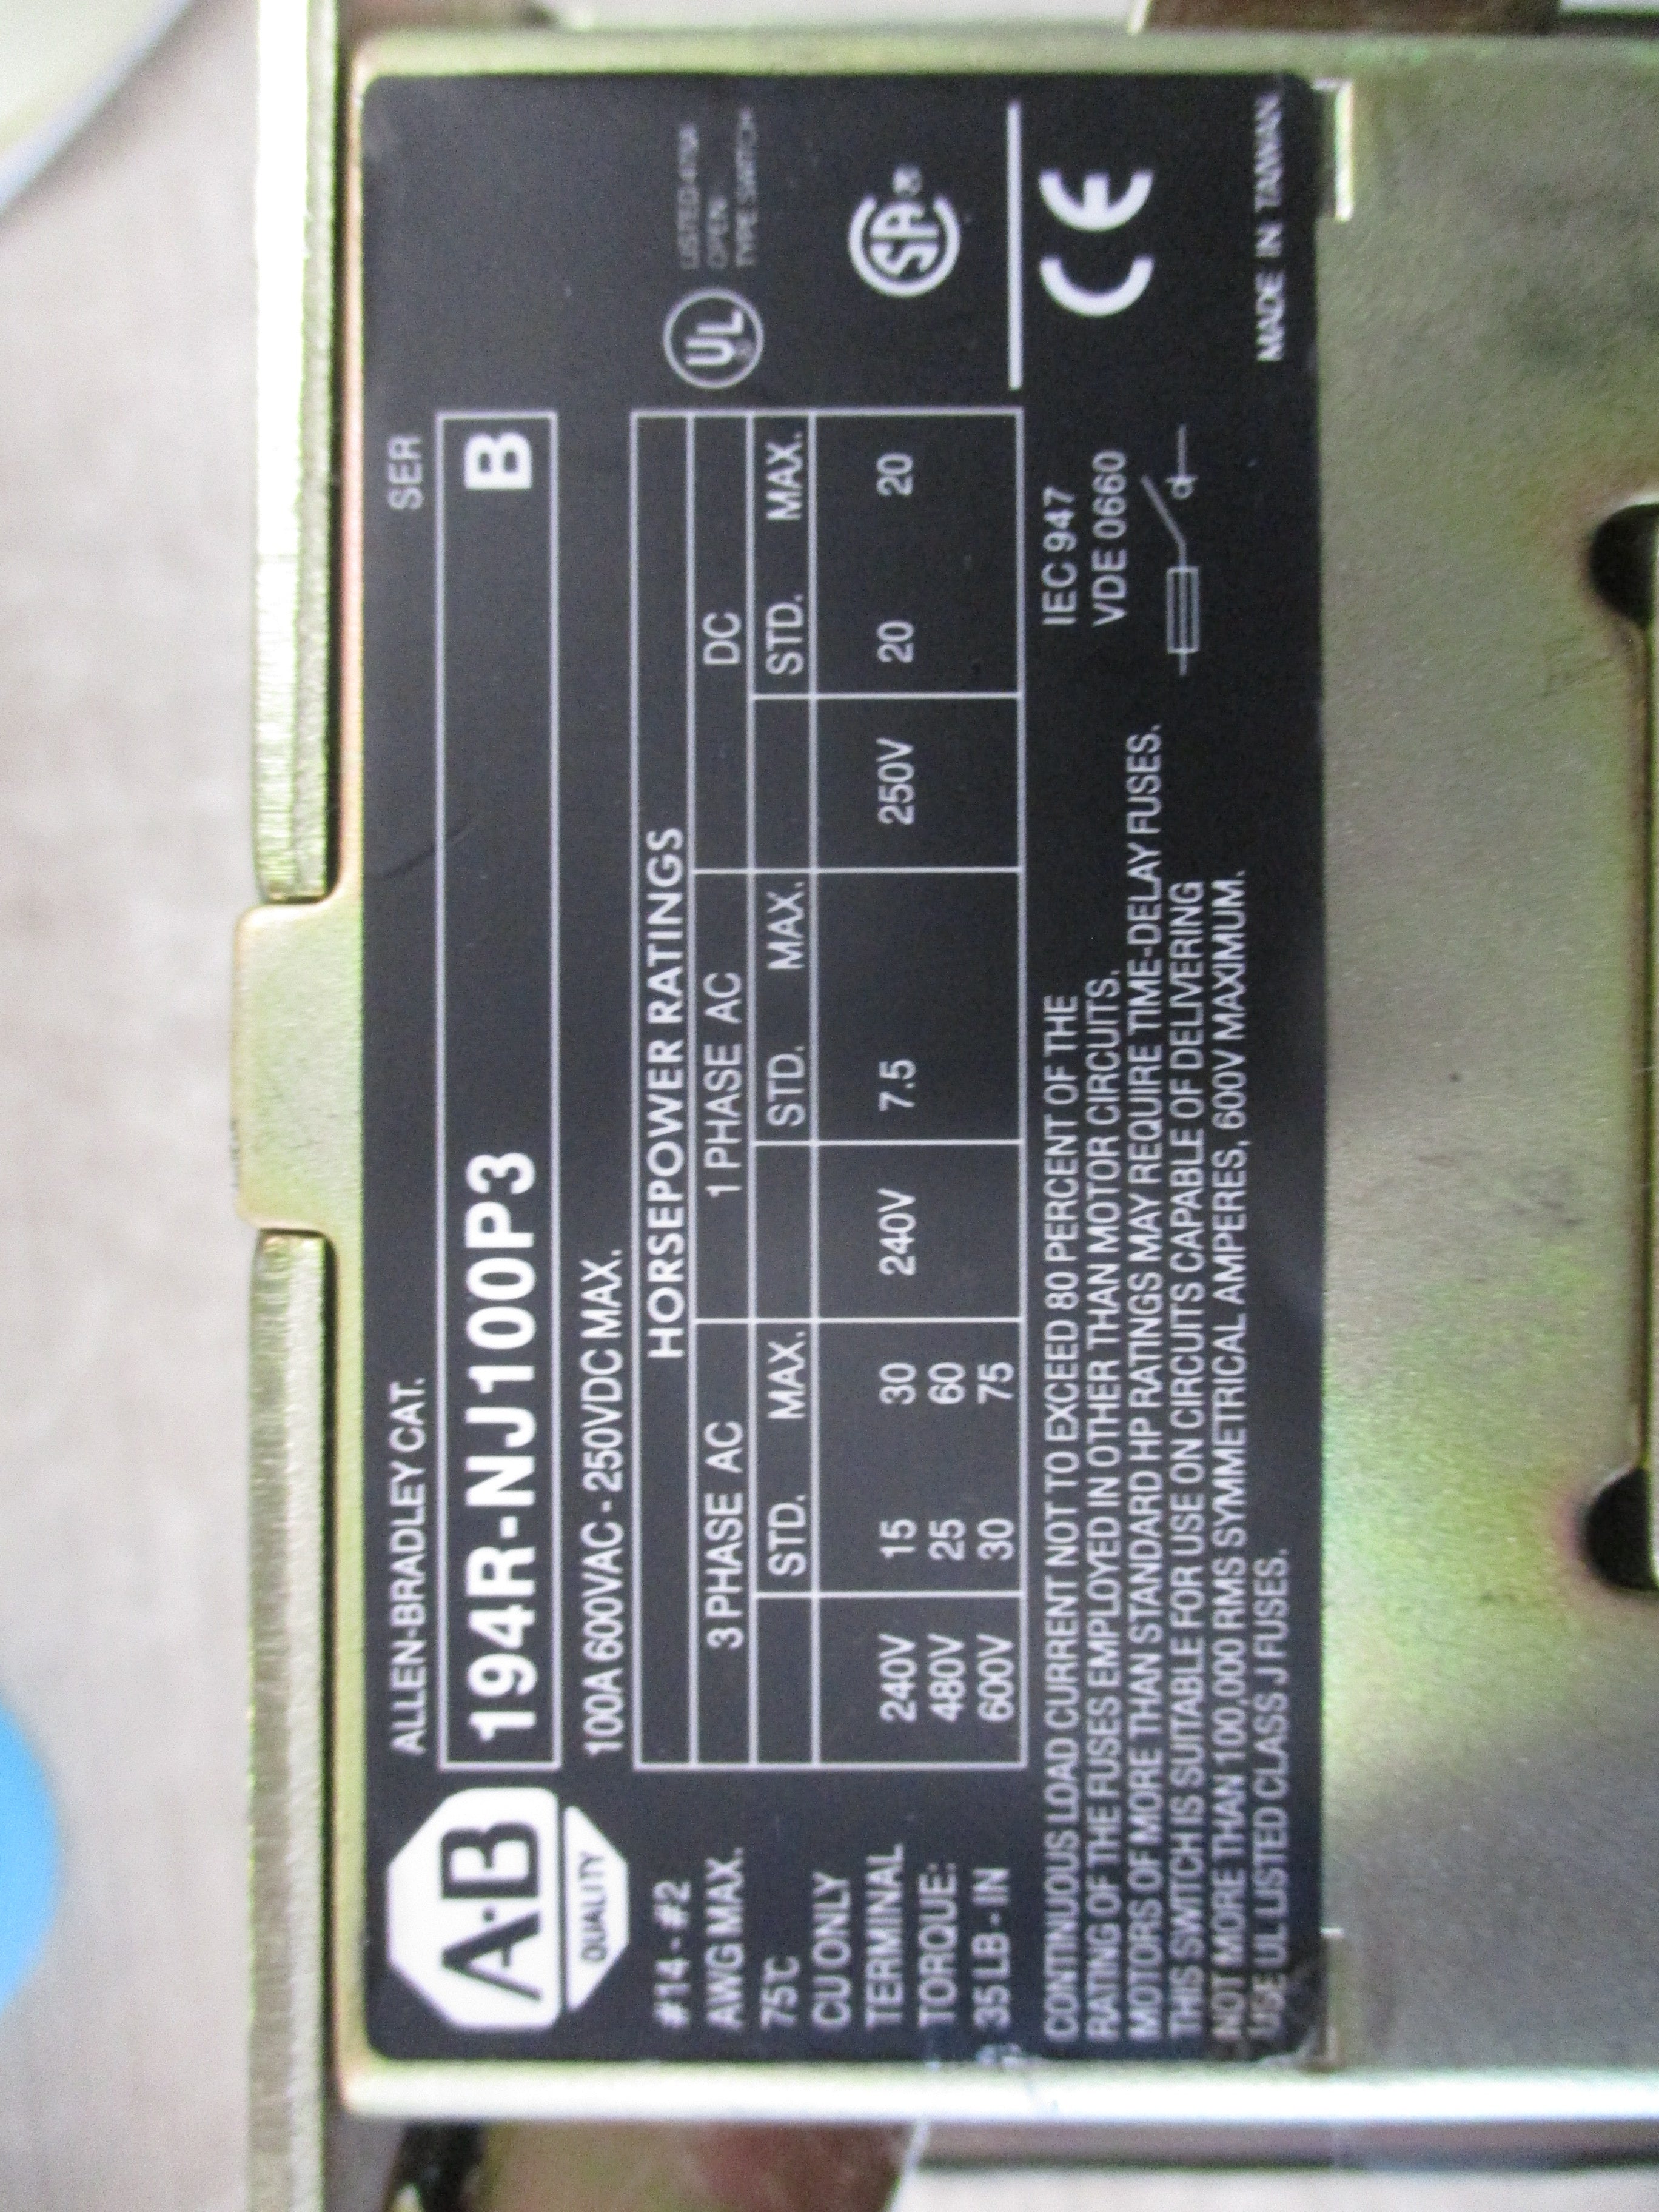 A-B
QUALITY
ALLEN-BRADLEY CAT.
SER
194R-NJ100P3
B
100A 600VAC - 250VDC MAX.
#14 - #2
AWG MAX.
75℃
CU ONLY
TERMINAL
TORQUE:
35 LB - IN
HORSEPOWER RATINGS
3 PHASE AC 1 PHASE AC DC
STD. MAX. STD. MAX. STD. MAX.
240V 15 30 240V 7.5 250V 20 20
480V 25 60
600V 30 75
UL
LISTED
OPEN
TYPE SWITCH
SA ®
CE
CONTINUOUS LOAD CURRENT NOT TO EXCEED 80 PERCENT OF THE
RATING OF THE FUSES EMPLOYED IN OTHER THAN MOTOR CIRCUITS.
MOTORS OF MORE THAN STANDARD HP RATINGS MAY REQUIRE TIME-DELAY FUSES.
THIS SWITCH IS SUITABLE FOR USE ON CIRCUITS CAPABLE OF DELIVERING
NOT MORE THAN 100,000 RMS SYMMETRICAL AMPERES, 600V MAXIMUM.
USE UL LISTED CLASS J FUSES.
IEC 947
VDE 0660
MADE IN TAIWAN